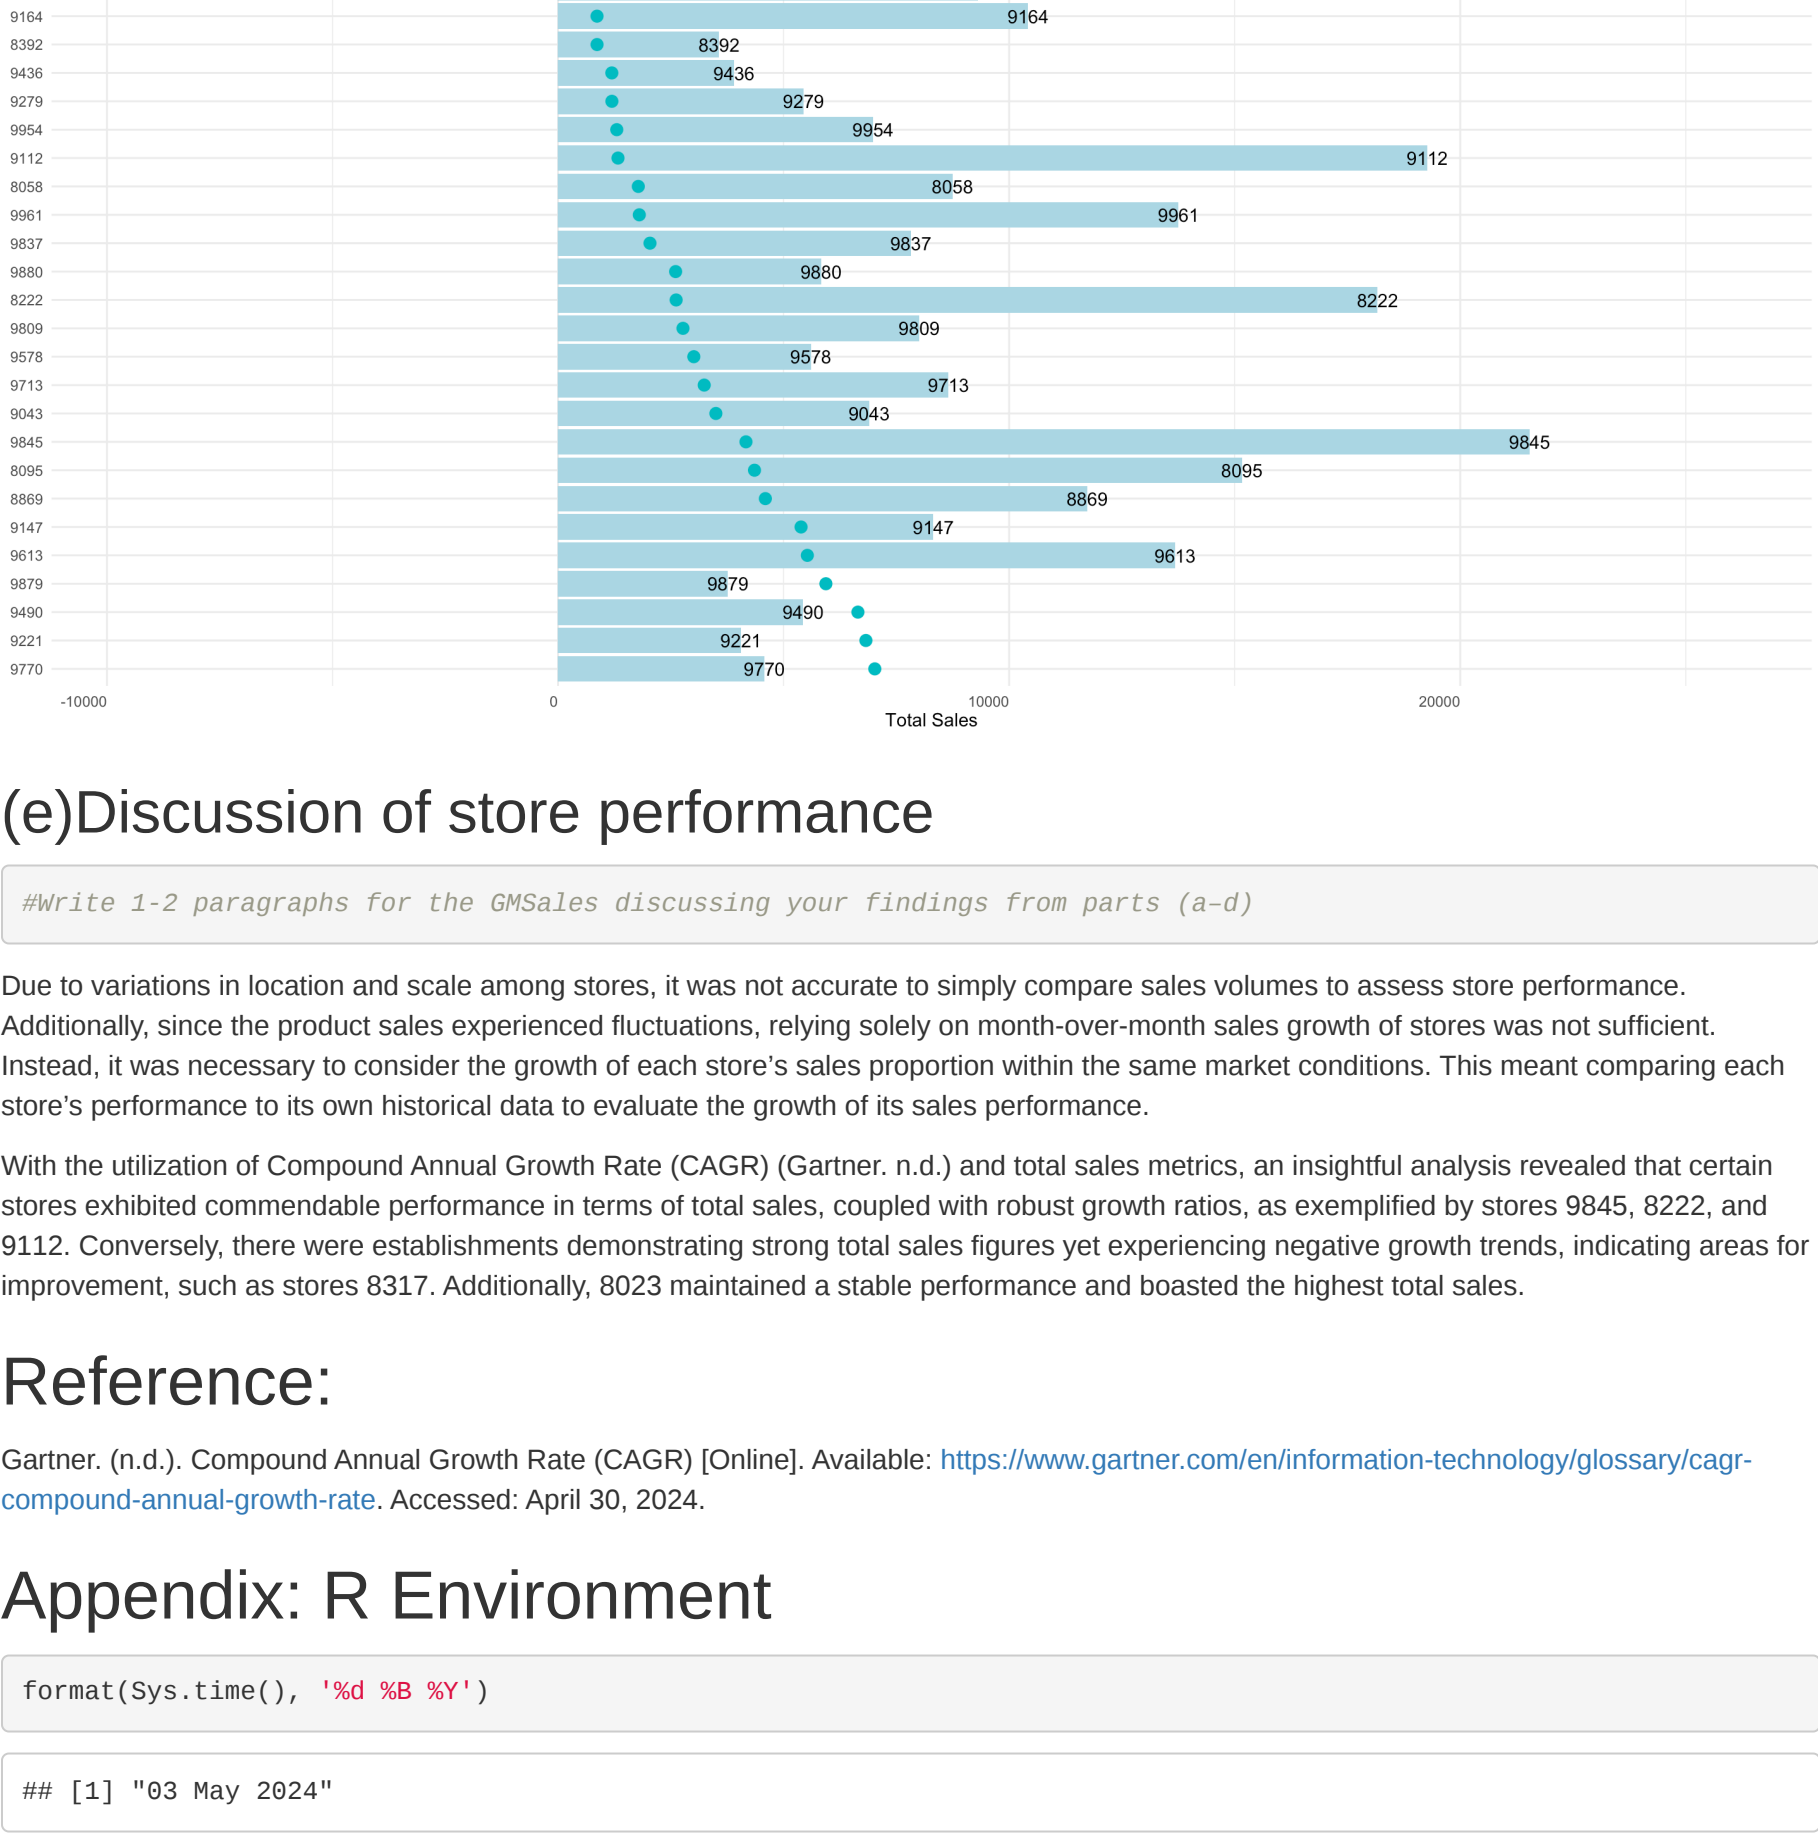 9164 9164
8392 8392
9436 9436
9279 9279
9954 9954
9112 9112
8058 8058
9961 9961
9837 9837
9880 9880
8222 8222
9809 9809
9578 9578
9713 9713
9043 9043
9845 9845
8095 8095
8869 8869
9147 9147
9613 9613
9879 9879
9490 9490
9221 9221
9770 9770
-10000 0 10000 20000
Total Sales
(e)Discussion of store performance
#Write 1-2 paragraphs for the GMSales discussing your findings from parts (a–d)
Due to variations in location and scale among stores, it was not accurate to simply compare sales volumes to assess store performance.
Additionally, since the product sales experienced fluctuations, relying solely on month-over-month sales growth of stores was not sufficient.
Instead, it was necessary to consider the growth of each store’s sales proportion within the same market conditions. This meant comparing each
store’s performance to its own historical data to evaluate the growth of its sales performance.
With the utilization of Compound Annual Growth Rate (CAGR) (Gartner. n.d.) and total sales metrics, an insightful analysis revealed that certain
stores exhibited commendable performance in terms of total sales, coupled with robust growth ratios, as exemplified by stores 9845, 8222, and
9112. Conversely, there were establishments demonstrating strong total sales figures yet experiencing negative growth trends, indicating areas for
improvement, such as stores 8317. Additionally, 8023 maintained a stable performance and boasted the highest total sales.
Reference:
Gartner. (n.d.). Compound Annual Growth Rate (CAGR) [Online]. Available: https://www.gartner.com/en/information-technology/glossary/cagr-
compound-annual-growth-rate. Accessed: April 30, 2024.
Appendix: R Environment
format(Sys.time(), '%d %B %Y')
## [1] "03 May 2024"